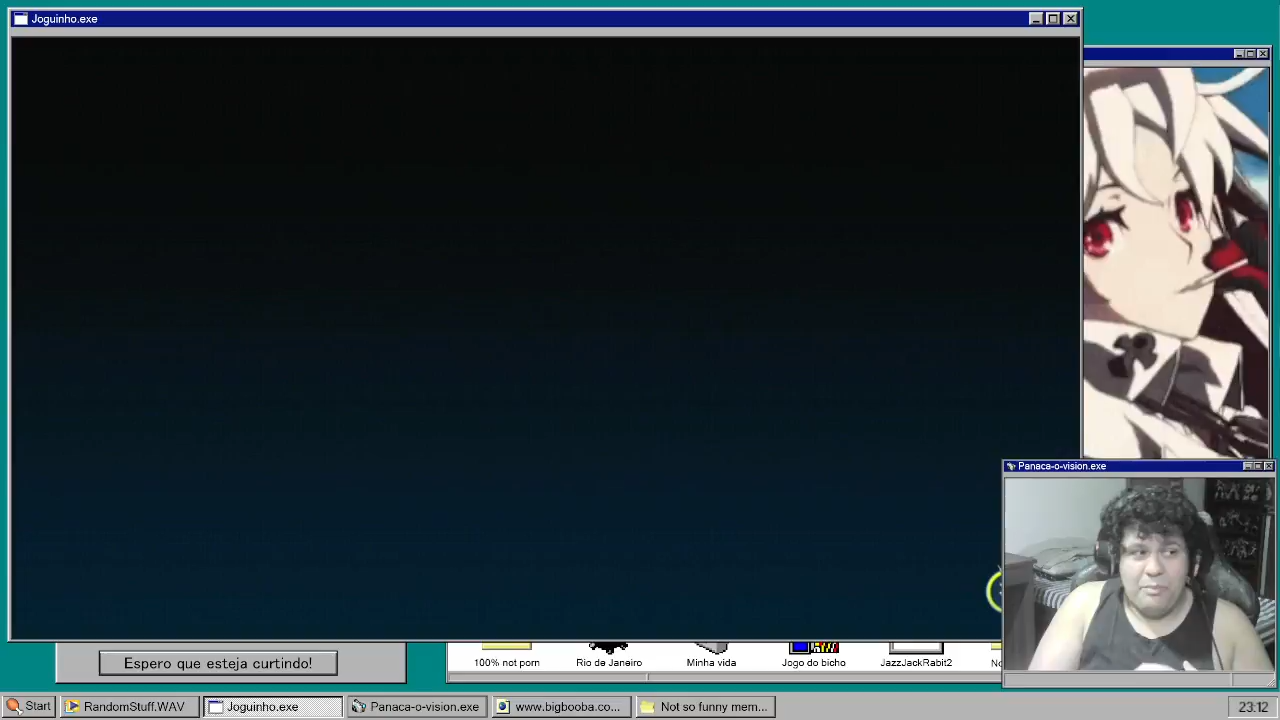 Joguinho.exe
Panaca-o-vision.exe
Espero que esteja curtindo!
100% not porn
Rio de Janeiro
Minha vida
Jogo do bicho
JazzJackRabbit2
Start
RandomStuff.WAV
Joguinho.exe
Panaca-o-vision.exe
www.bigbooba.co...
Not so funny mem...
23:12